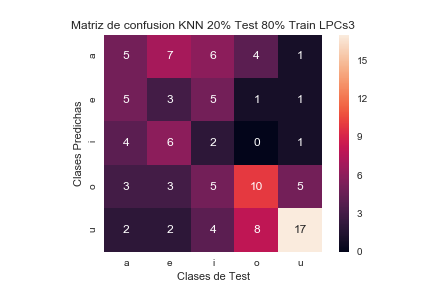 Matriz de confusion KNN 20% Test 80% Train LPCs3
a 5 7 6 4 1
e 5 3 5 1 1
i 4 6 2 0 1
o 3 3 5 10 5
u 2 2 4 8 17
a e i o u
Clases de Test
Clases Predichas
15
12
9
6
3
0